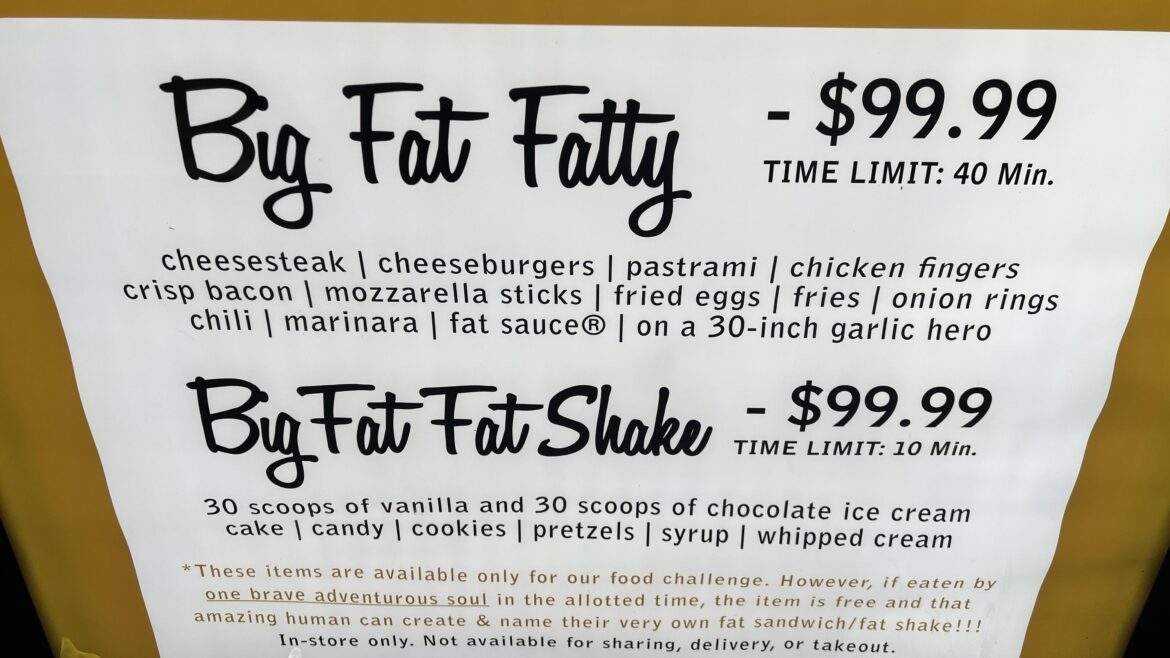 Big Fat Fatty - $99.99
TIME LIMIT: 40 Min.
cheesesteak | cheeseburgers | pastrami | chicken fingers
crisp bacon | mozzarella sticks | fried eggs | fries | onion rings
chili | marinara | fat sauce® | on a 30-inch garlic hero
Big Fat Fat Shake - $99.99
TIME LIMIT: 10 Min.
30 scoops of vanilla and 30 scoops of chocolate ice cream
cake | candy | cookies | pretzels | syrup | whipped cream
*These items are available only for our food challenge. However, if eaten by
one brave adventurous soul in the allotted time, the item is free and that
amazing human can create & name their very own fat sandwich/fat shake!!!
In-store only. Not available for sharing, delivery, or takeout.